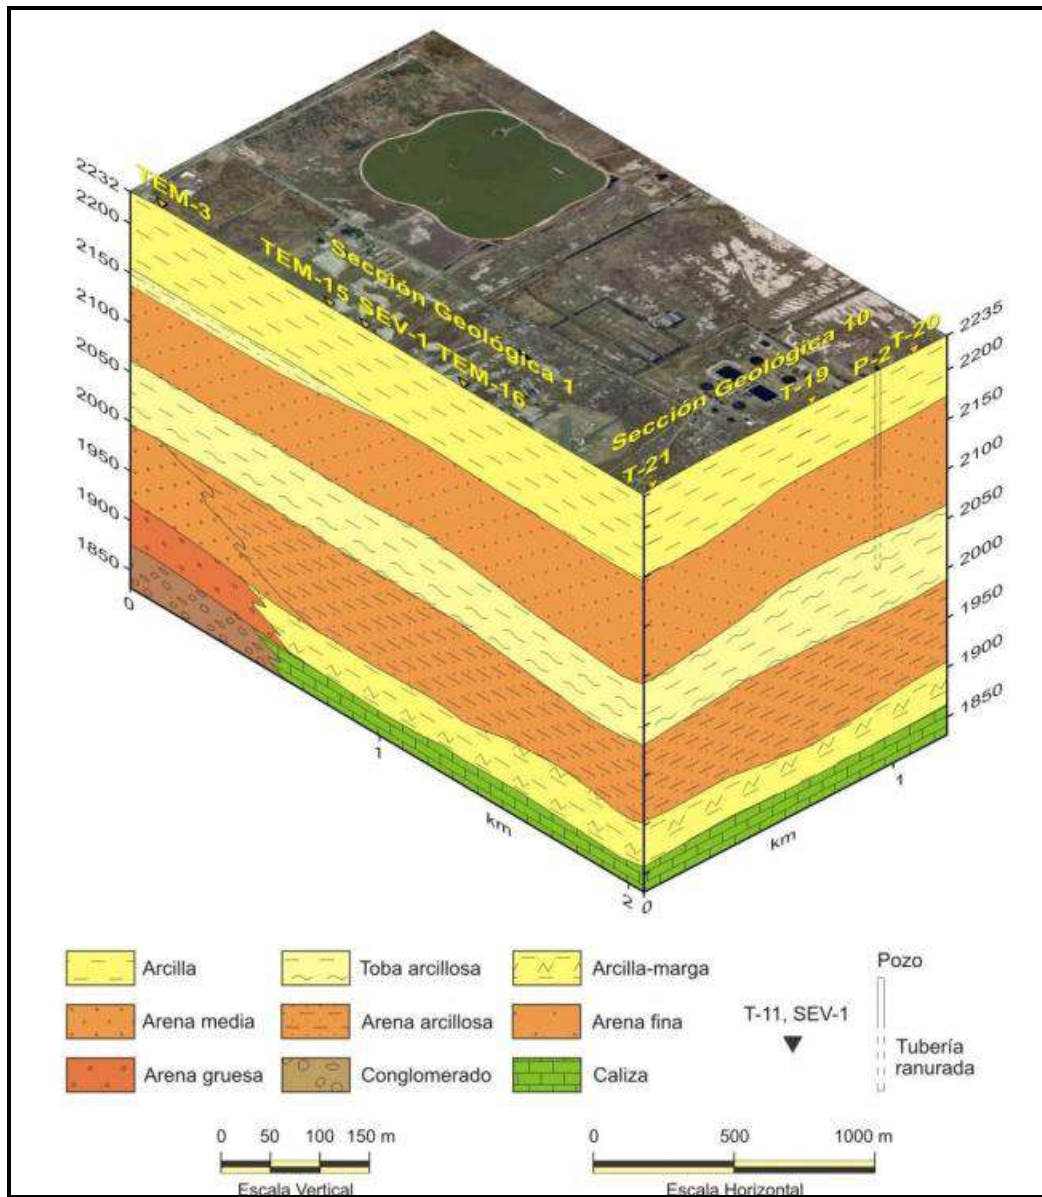 2232
2200
2150
2100
2050
2000
1950
1900
1850
TEM-3
TEM-15 SEV-1 TEM-16
Sección Geológica 1
Sección Geológica 10
T-21
T-19
P-2
T-20
2235
2200
2150
2100
2050
2000
1950
1900
1850
0
1
km
2
0
km
1
Arcilla
Toba arcillosa
Arcilla-marga
Arena media
Arena arcillosa
Arena fina
Arena gruesa
Conglomerado
Caliza
T-11, SEV-1
Pozo
Tubería
ranurada
0 50 100 150 m
Escala Vertical
0 500 1000 m
Escala Horizontal